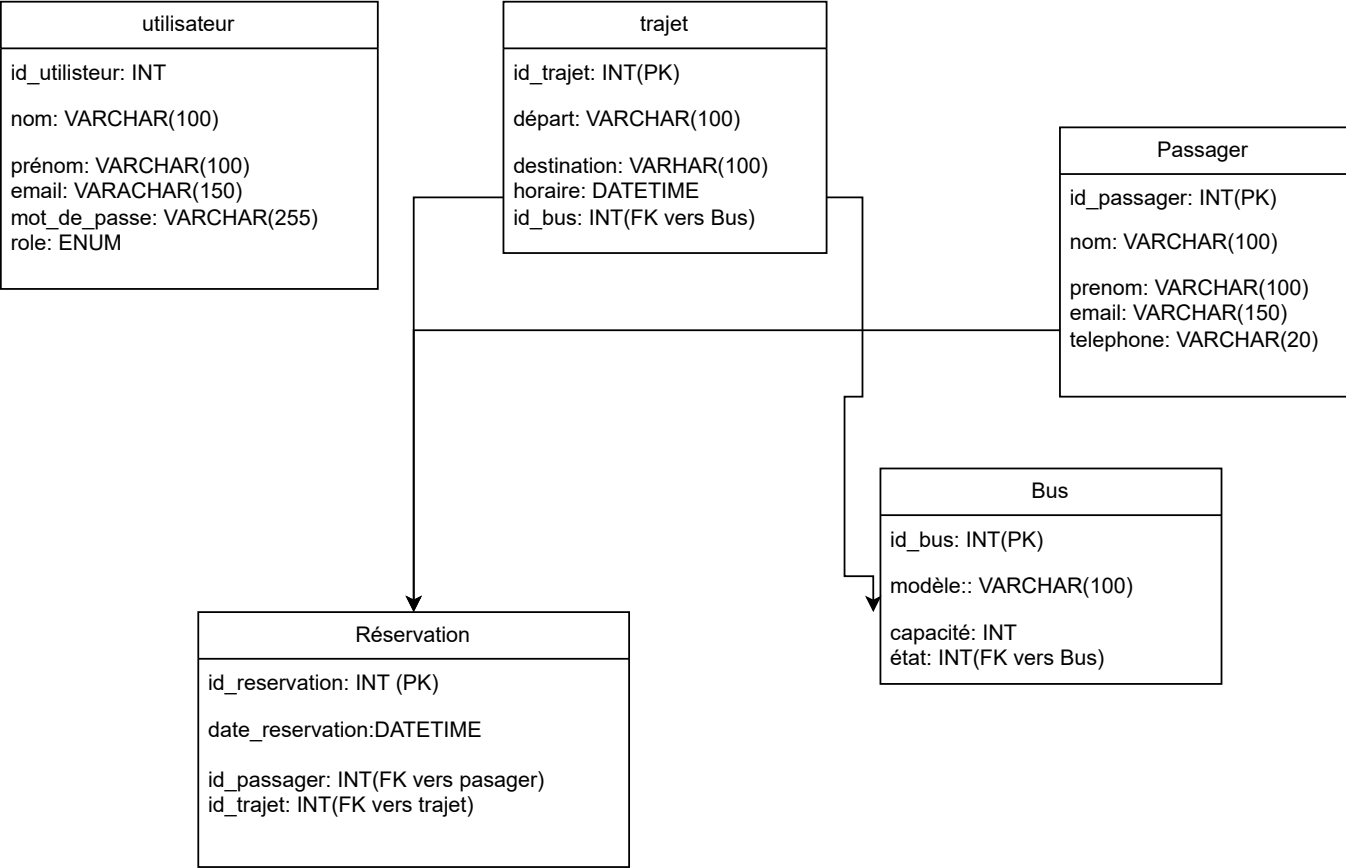 utilisateur
id_utilisteur: INT
nom: VARCHAR(100)
prénom: VARCHAR(100)
email: VARACHAR(150)
mot_de_passe: VARCHAR(255)
role: ENUM
trajet
id_trajet: INT(PK)
départ: VARCHAR(100)
destination: VARHAR(100)
horaire: DATETIME
id_bus: INT(FK vers Bus)
Passager
id_passager: INT(PK)
nom: VARCHAR(100)
prenom: VARCHAR(100)
email: VARCHAR(150)
telephone: VARCHAR(20)
Bus
id_bus: INT(PK)
modèle:: VARCHAR(100)
capacité: INT
état: INT(FK vers Bus)
Réservation
id_reservation: INT (PK)
date_reservation:DATETIME
id_passager: INT(FK vers pasager)
id_trajet: INT(FK vers trajet)